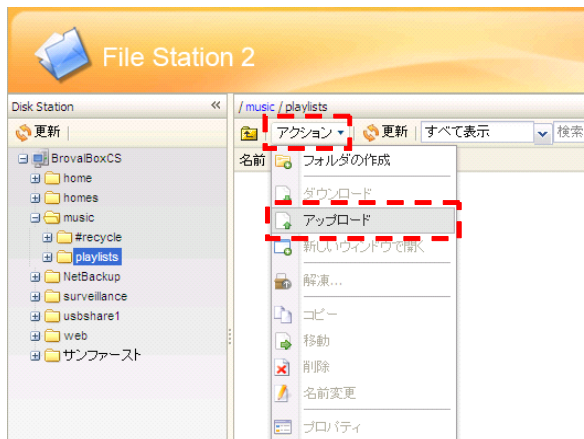 File Station 2
Disk Station «
/ music / playlists
更新
アクション 更新 すべて表示 検索
BrovalBoxCS
名前
フォルダの作成
home
ダウンロード
homes
アップロード
music
#recycle
新しいウィンドウで開く
playlists
NetBackup
解凍...
surveillance
コピー
usbshare1
移動
web
サンファースト
削除
名前変更
プロパティ